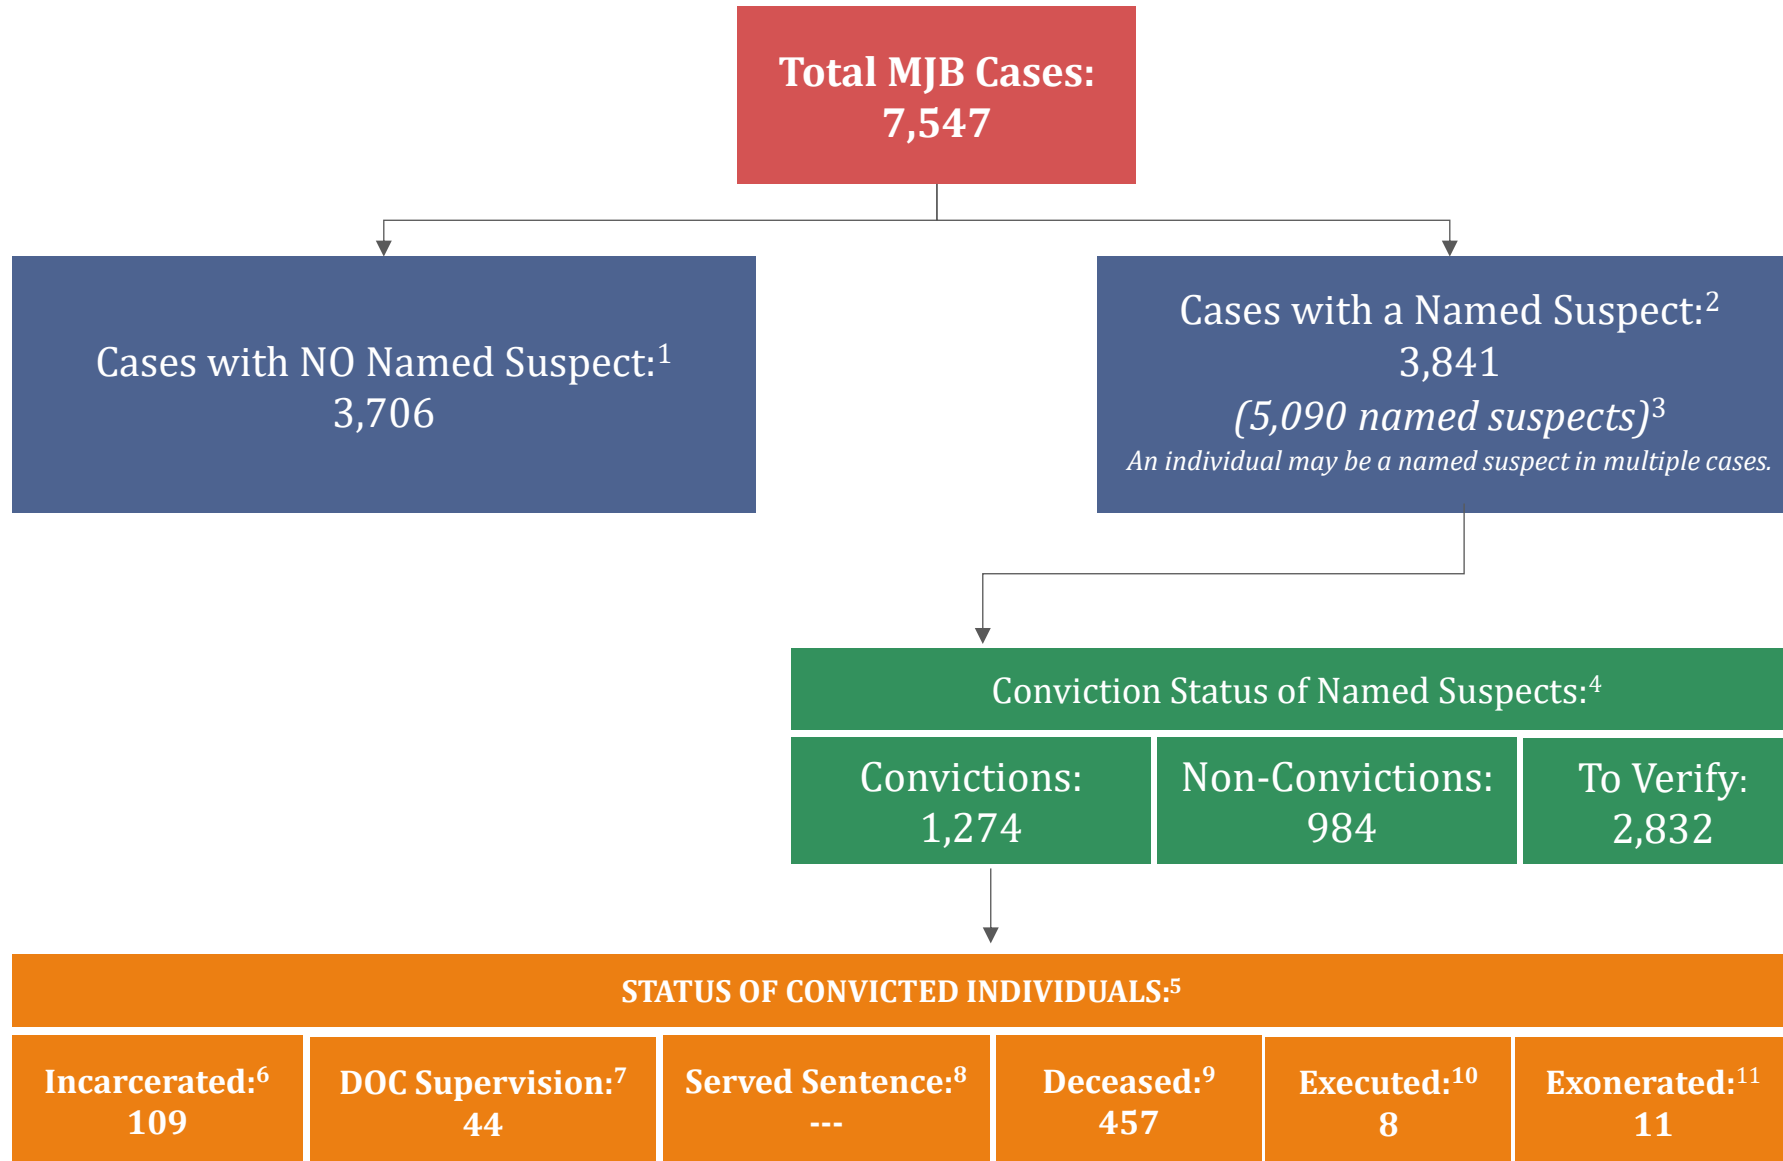 Total MJB Cases:
7,547
Cases with NO Named Suspect:1
3,706
Cases with a Named Suspect:2
3,841
(5,090 named suspects)3
An individual may be a named suspect in multiple cases.
Conviction Status of Named Suspects:4
Convictions:
1,274
Non-Convictions:
984
To Verify:
2,832
STATUS OF CONVICTED INDIVIDUALS:5
Incarcerated:6
109
DOC Supervision:7
44
Served Sentence:8
---
Deceased:9
457
Executed:10
8
Exonerated:11
11